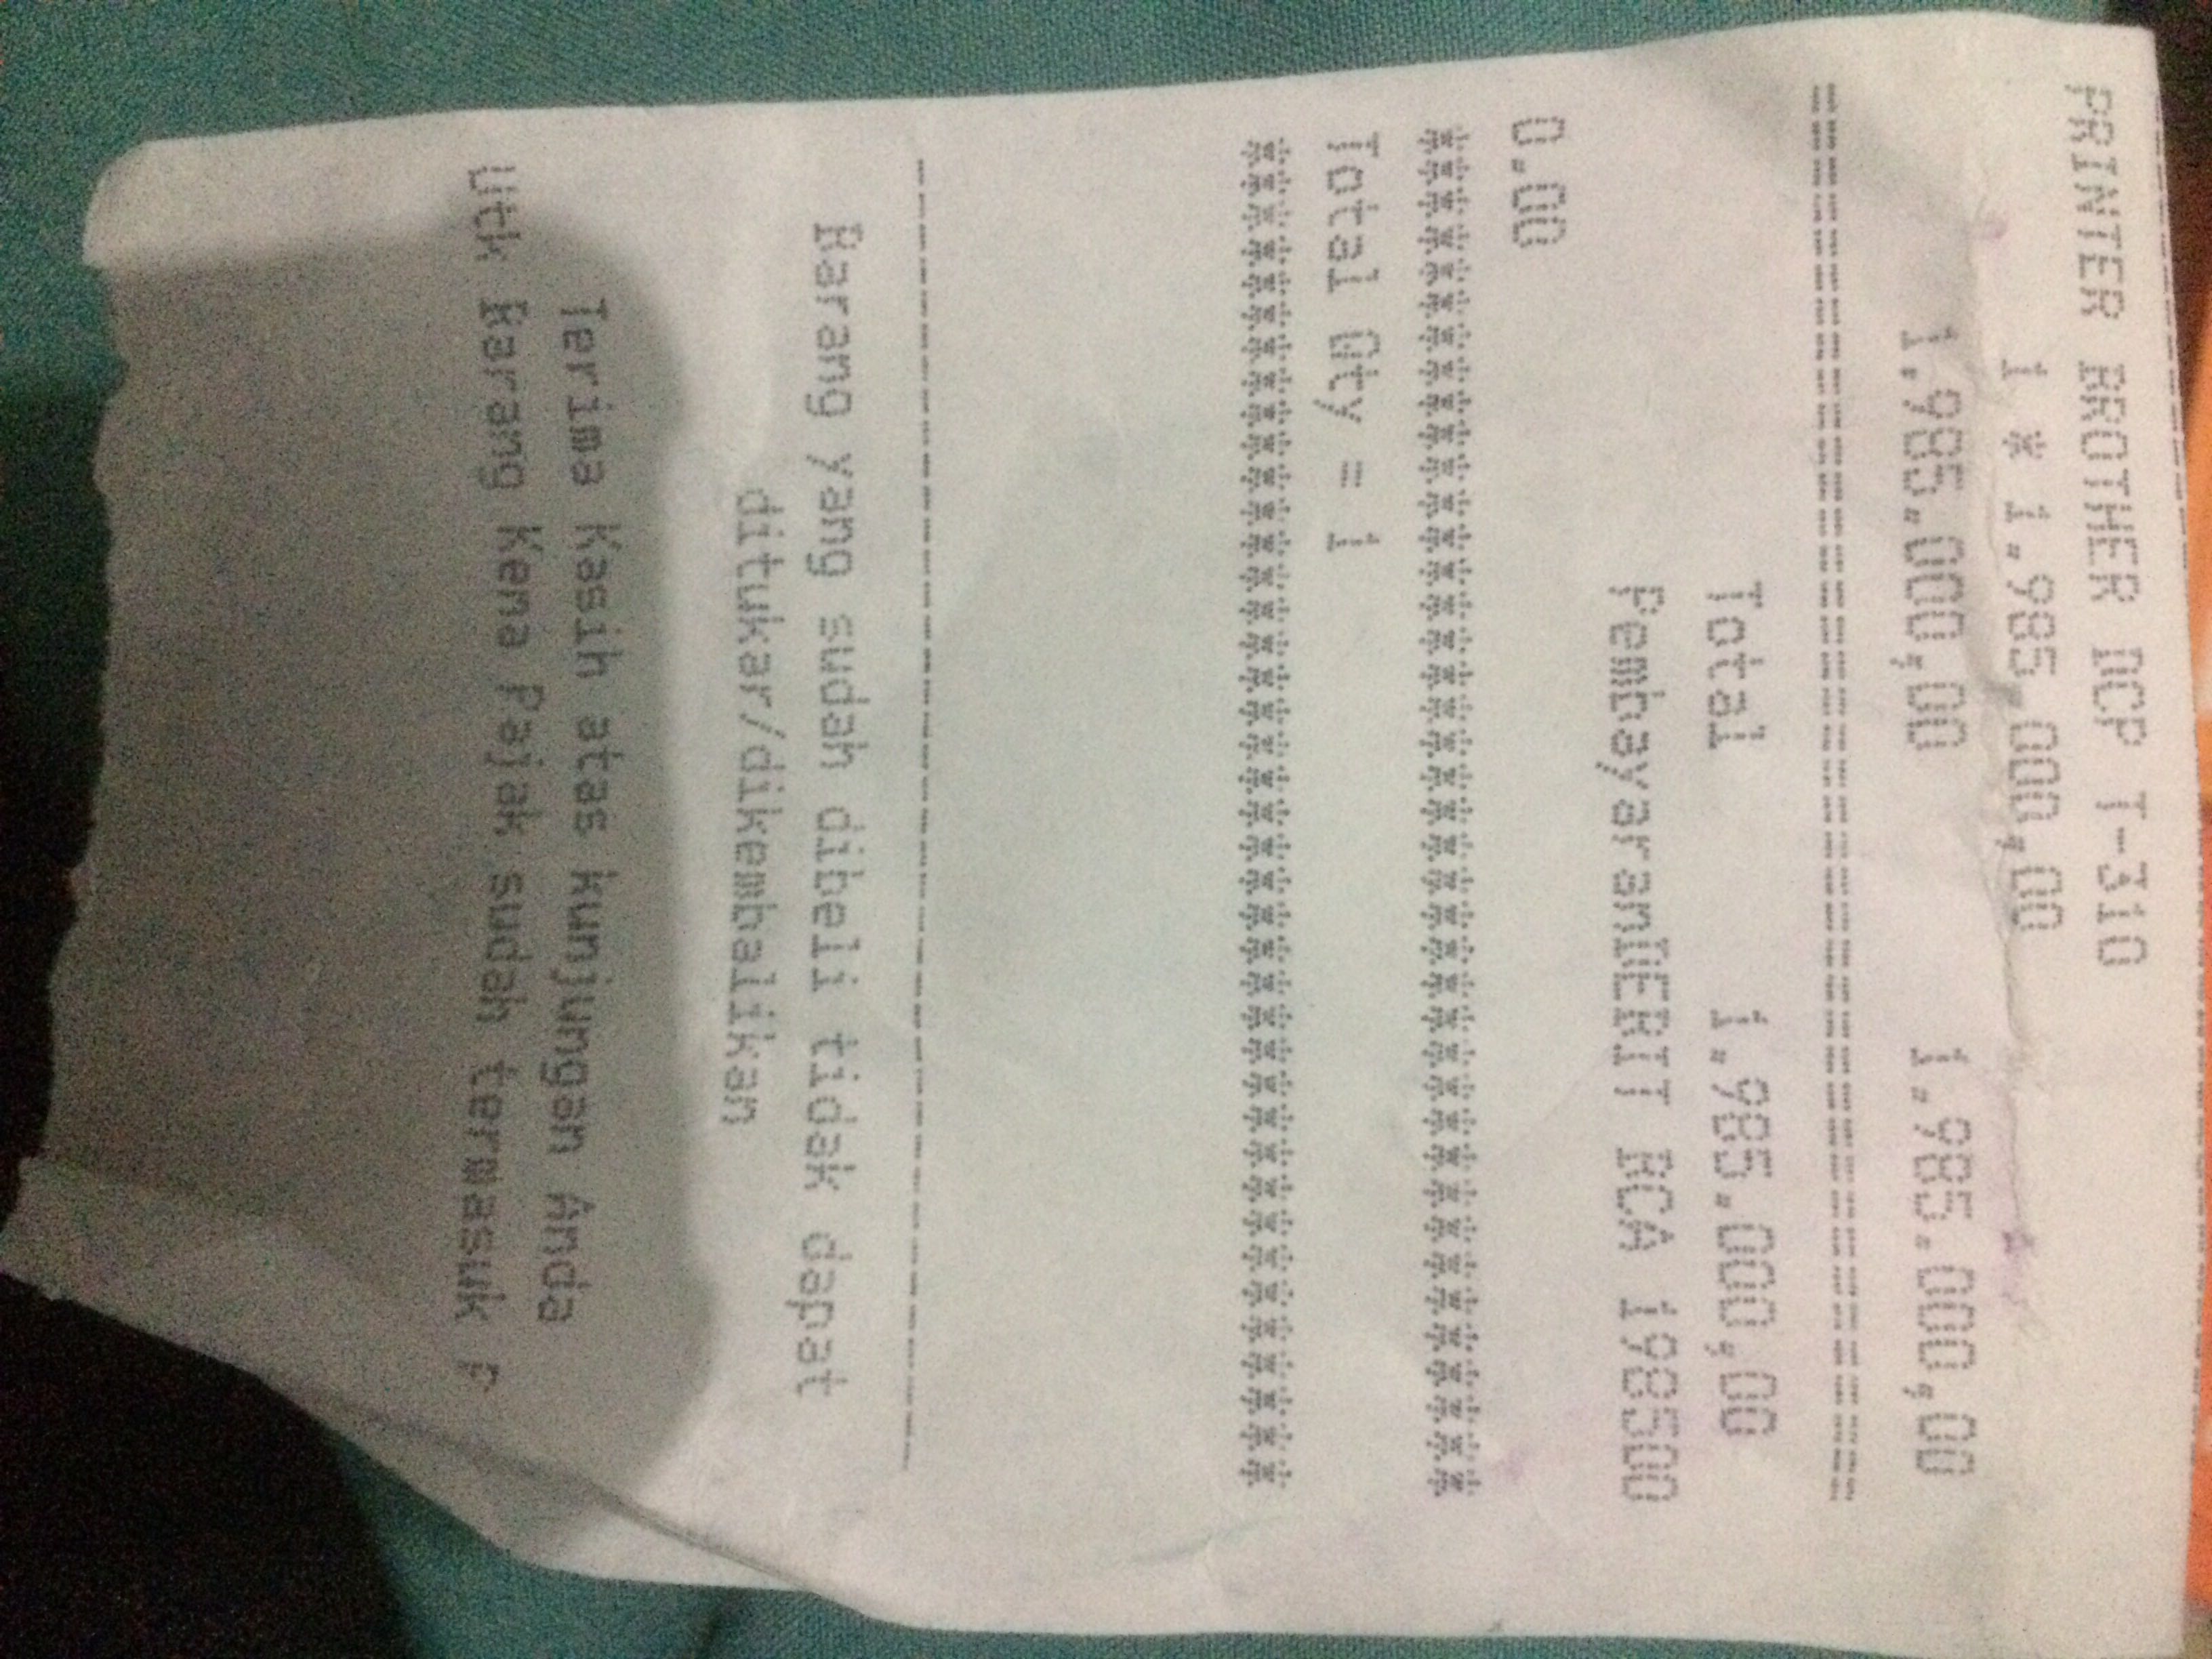 PRINTER BROTHER DCP T-310
1 * 1.985.000,00
1.985.000,00 1.985.000,00
==================================================
Total 1.985.000,00
PembayaranDEBIT BCA 198500
0.00
****************************************
Total Qty = 1
****************************************
----------------------------------------
Barang yang sudah dibeli tidak dapat
ditukar/dikembalikan
Terima Kasih atas kunjungan Anda
Utk Barang Kena Pajak sudah termasuk P